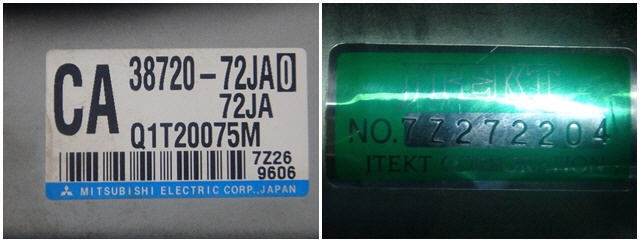 CA
38720-72JA0
72JA
Q1T20075M
7Z26
9606
MITSUBISHI ELECTRIC CORP., JAPAN
JTEKT
NO. 7Z272204
JTEKT CORPORATION